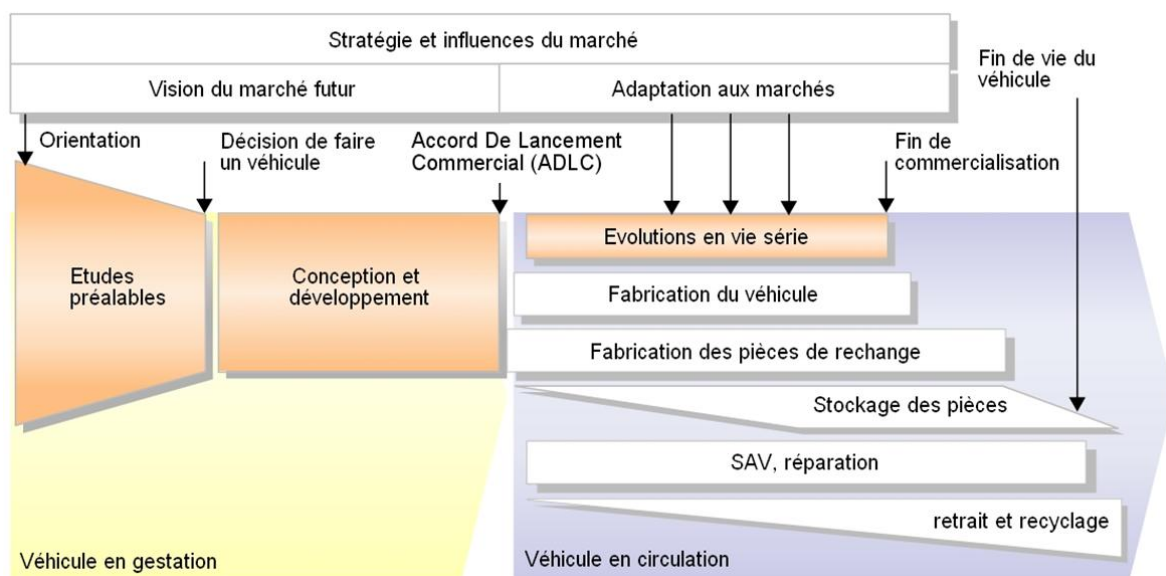 Stratégie et influences du marché
Vision du marché futur
Adaptation aux marchés
Fin de vie du
véhicule
Orientation
Décision de faire
un véhicule
Accord De Lancement
Commercial (ADLC)
Fin de
commercialisation
Etudes
préalables
Conception et
développement
Evolutions en vie série
Fabrication du véhicule
Fabrication des pièces de rechange
Stockage des pièces
SAV, réparation
retrait et recyclage
Véhicule en gestation
Véhicule en circulation